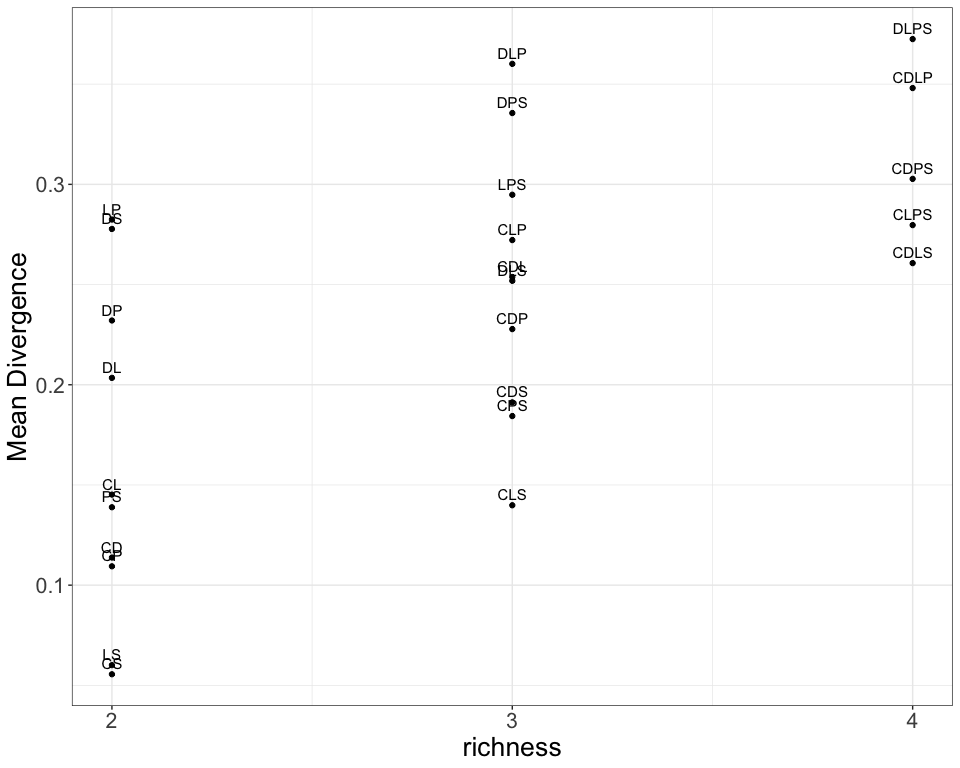 DLPS
DLP
CDLP
DPS
0.3
LPS
CDPS
LP
DS
CLP
CLPS
CDL
DLS
CDLS
DP
CDP
DL
0.2
CDS
CPS
CL
PS
CLS
CD
CP
0.1
LS
CS
2
3
4
richness
Mean Divergence